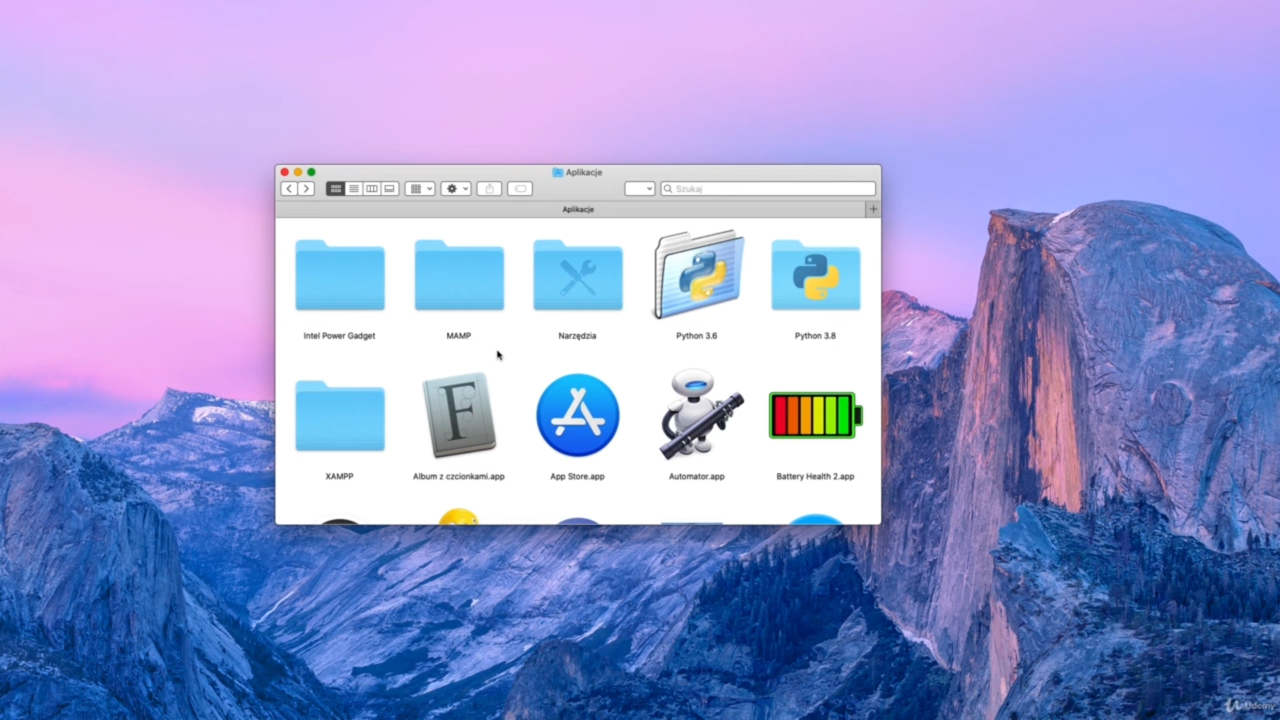 Aplikacje
Szukaj
Aplikacje
Intel Power Gadget
MAMP
Narzędzia
Python 3.6
Python 3.8
XAMPP
F
Album z czcionkami.app
App Store.app
Automator.app
Battery Health 2.app
Udemy